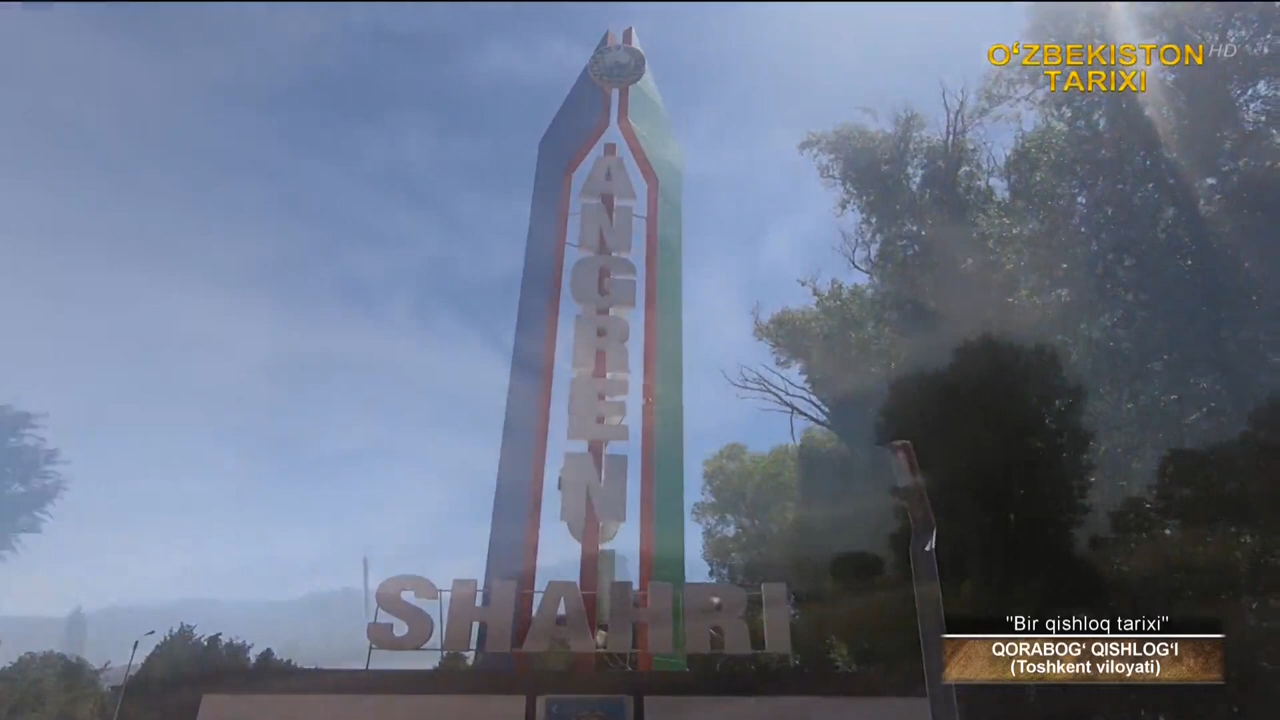 O‘ZBEKISTON HD
TARIXI
ANGREN
SHAHRI
"Bir qishloq tarixi"
QORABOG‘ QISHLOG‘I
(Toshkent viloyati)